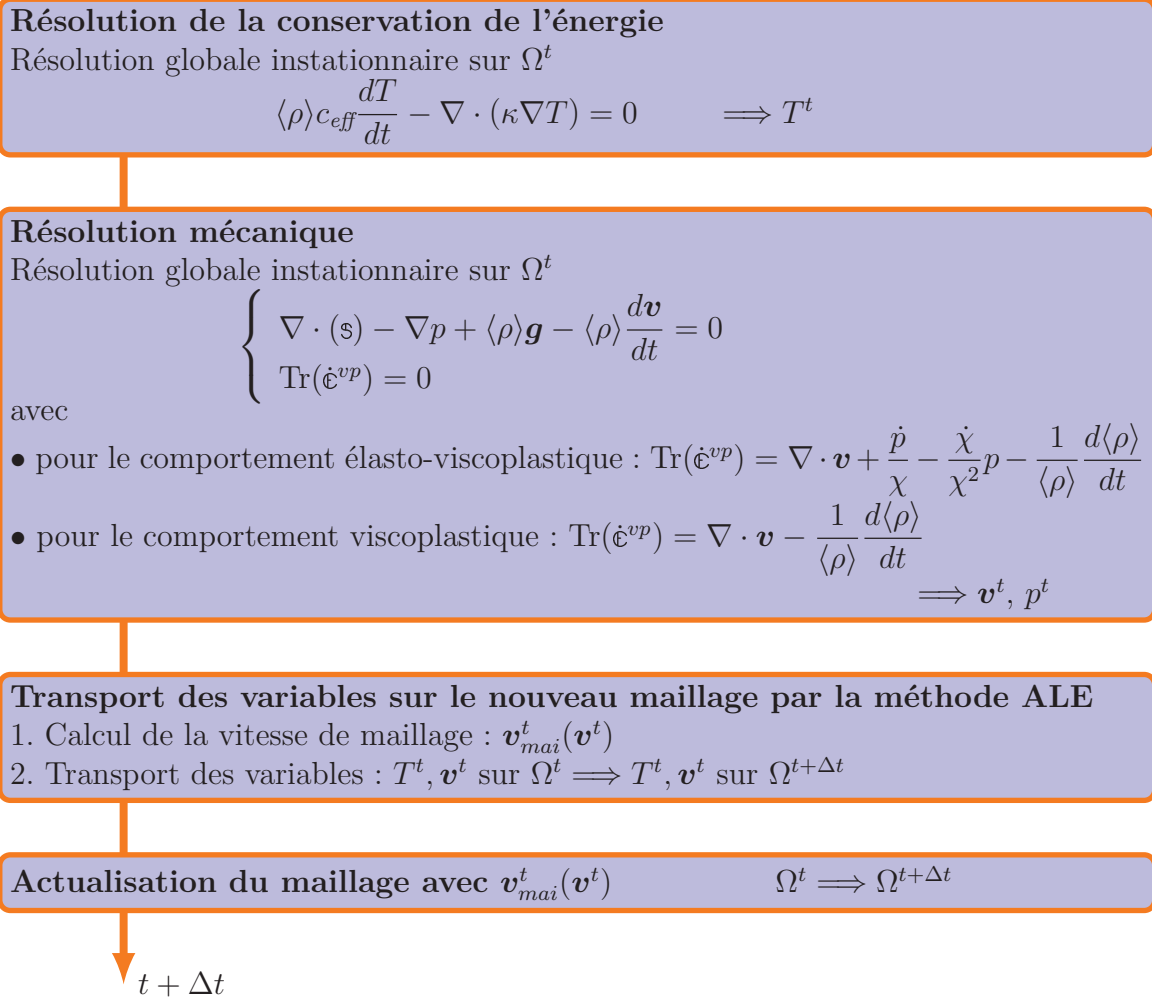 Résolution de la conservation de l'énergie
Résolution globale instationnaire sur Ω^t
⟨ρ⟩c_eff dT/dt − ∇ · (κ∇T) = 0 ⟹ T^t
Résolution mécanique
Résolution globale instationnaire sur Ω^t
∇ · (𝕤) − ∇p + ⟨ρ⟩g − ⟨ρ⟩ dv/dt = 0
Tr(ε̇^vp) = 0
avec
• pour le comportement élasto-viscoplastique : Tr(ε̇^vp) = ∇ · v + ṗ/χ − χ̇/χ² p − 1/⟨ρ⟩ d⟨ρ⟩/dt
• pour le comportement viscoplastique : Tr(ε̇^vp) = ∇ · v − 1/⟨ρ⟩ d⟨ρ⟩/dt
⟹ v^t, p^t
Transport des variables sur le nouveau maillage par la méthode ALE
1. Calcul de la vitesse de maillage : v^t_mai(v^t)
2. Transport des variables : T^t, v^t sur Ω^t ⟹ T^t, v^t sur Ω^{t+Δt}
Actualisation du maillage avec v^t_mai(v^t) Ω^t ⟹ Ω^{t+Δt}
t + Δt